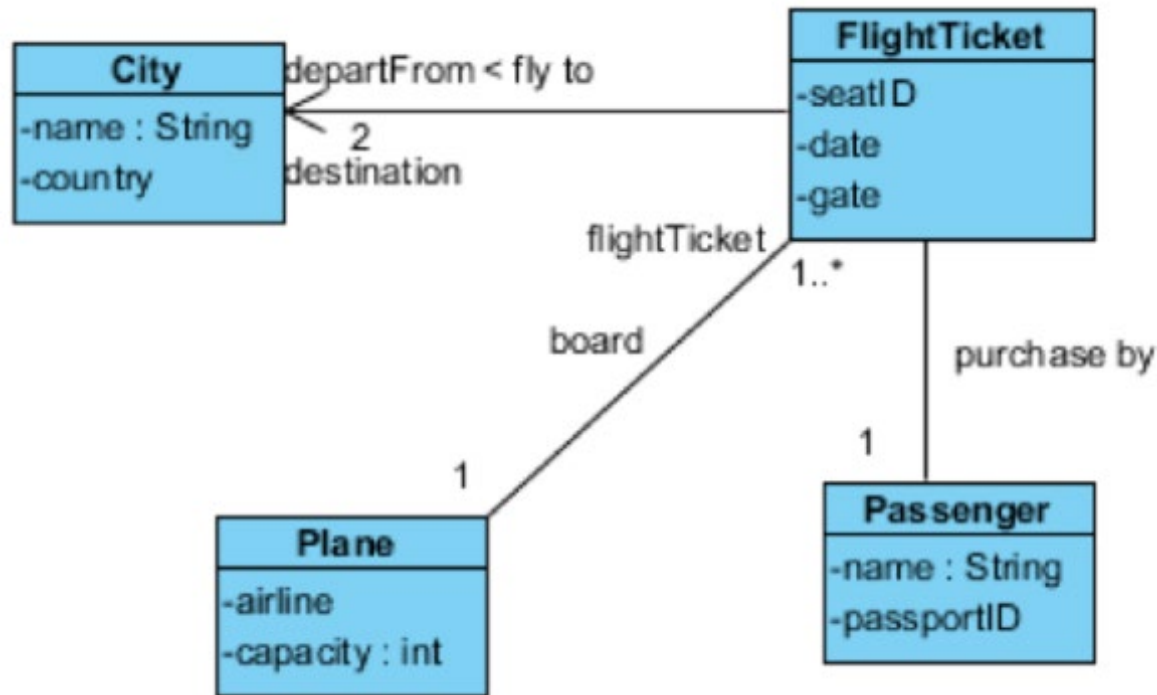 City
-name : String
-country
departFrom < fly to
2
destination
FlightTicket
-seatID
-date
-gate
flightTicket
1..*
board
purchase by
1
1
Plane
-airline
-capacity : int
Passenger
-name : String
-passportID